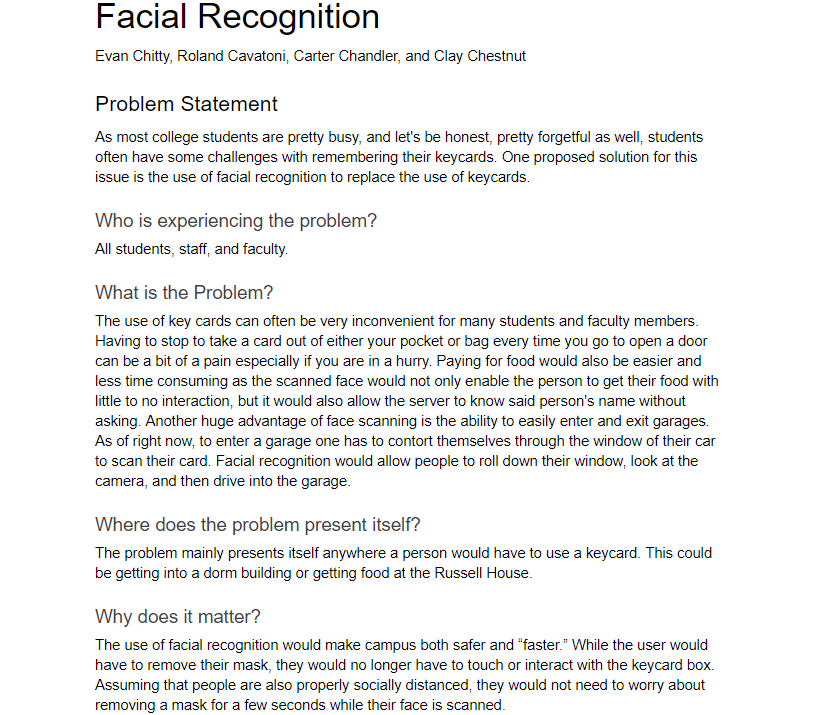 Facial Recognition
Evan Chitty, Roland Cavatoni, Carter Chandler, and Clay Chestnut
Problem Statement
As most college students are pretty busy, and let's be honest, pretty forgetful as well, students
often have some challenges with remembering their keycards. One proposed solution for this
issue is the use of facial recognition to replace the use of keycards.
Who is experiencing the problem?
All students, staff, and faculty.
What is the Problem?
The use of key cards can often be very inconvenient for many students and faculty members.
Having to stop to take a card out of either your pocket or bag every time you go to open a door
can be a bit of a pain especially if you are in a hurry. Paying for food would also be easier and
less time consuming as the scanned face would not only enable the person to get their food with
little to no interaction, but it would also allow the server to know said person's name without
asking. Another huge advantage of face scanning is the ability to easily enter and exit garages.
As of right now, to enter a garage one has to contort themselves through the window of their car
to scan their card. Facial recognition would allow people to roll down their window, look at the
camera, and then drive into the garage.
Where does the problem present itself?
The problem mainly presents itself anywhere a person would have to use a keycard. This could
be getting into a dorm building or getting food at the Russell House.
Why does it matter?
The use of facial recognition would make campus both safer and “faster.” While the user would
have to remove their mask, they would no longer have to touch or interact with the keycard box.
Assuming that people are also properly socially distanced, they would not need to worry about
removing a mask for a few seconds while their face is scanned.